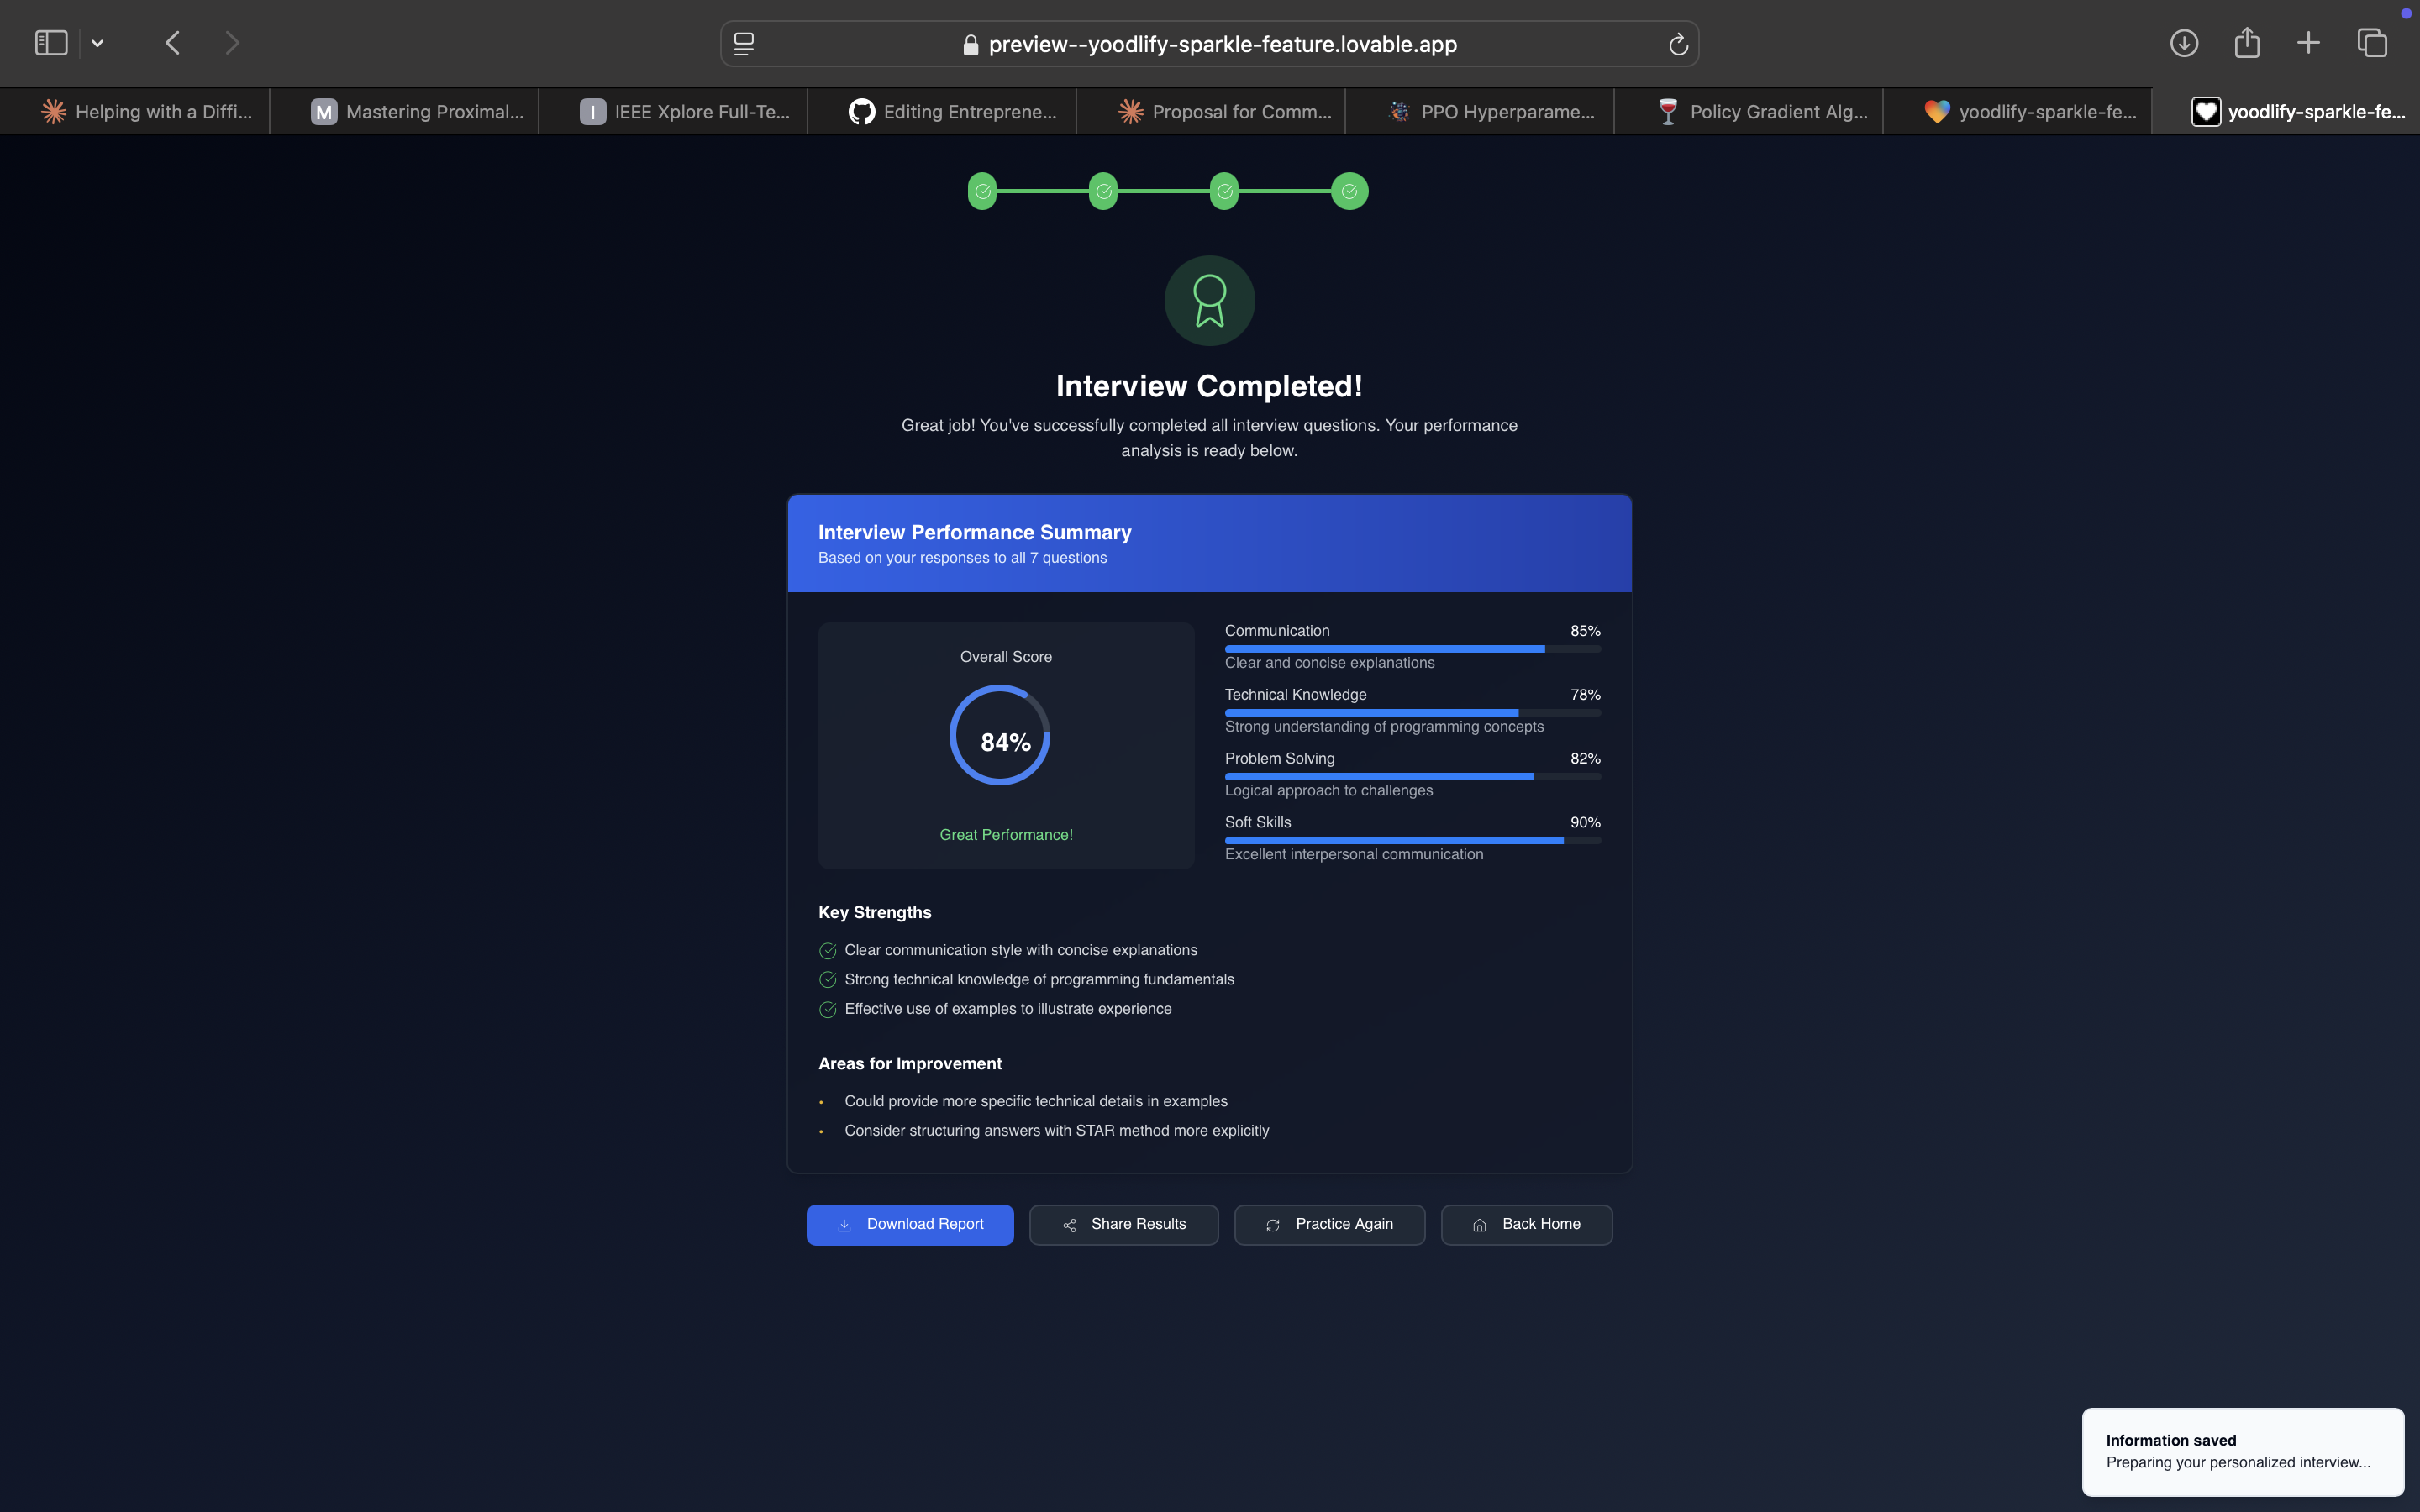 preview--yoodlify-sparkle-feature.lovable.app
Helping with a Diffi...
M Mastering Proximal...
I IEEE Xplore Full-Te...
Editing Entreprene...
Proposal for Comm...
PPO Hyperparame...
Policy Gradient Alg...
yoodlify-sparkle-fe...
yoodlify-sparkle-fe...
Interview Completed!
Great job! You've successfully completed all interview questions. Your performance
analysis is ready below.
Interview Performance Summary
Based on your responses to all 7 questions
Overall Score
84%
Great Performance!
Communication 85%
Clear and concise explanations
Technical Knowledge 78%
Strong understanding of programming concepts
Problem Solving 82%
Logical approach to challenges
Soft Skills 90%
Excellent interpersonal communication
Key Strengths
Clear communication style with concise explanations
Strong technical knowledge of programming fundamentals
Effective use of examples to illustrate experience
Areas for Improvement
• Could provide more specific technical details in examples
• Consider structuring answers with STAR method more explicitly
Download Report
Share Results
Practice Again
Back Home
Information saved
Preparing your personalized interview...